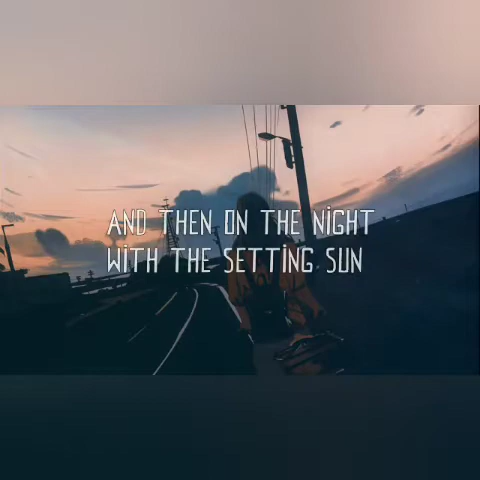 AND THEN ON THE NIGHT
WITH THE SETTING SUN